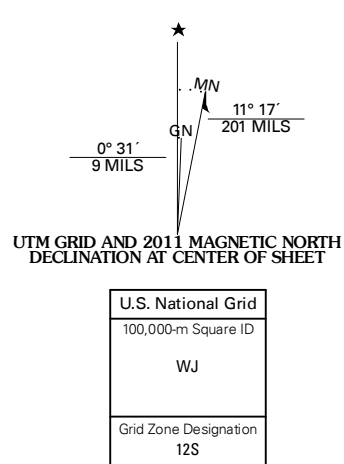 ★
MN
11° 17´
201 MILS
GN
0° 31´
9 MILS
UTM GRID AND 2011 MAGNETIC NORTH
DECLINATION AT CENTER OF SHEET
U.S. National Grid
100,000-m Square ID
WJ
Grid Zone Designation
12S